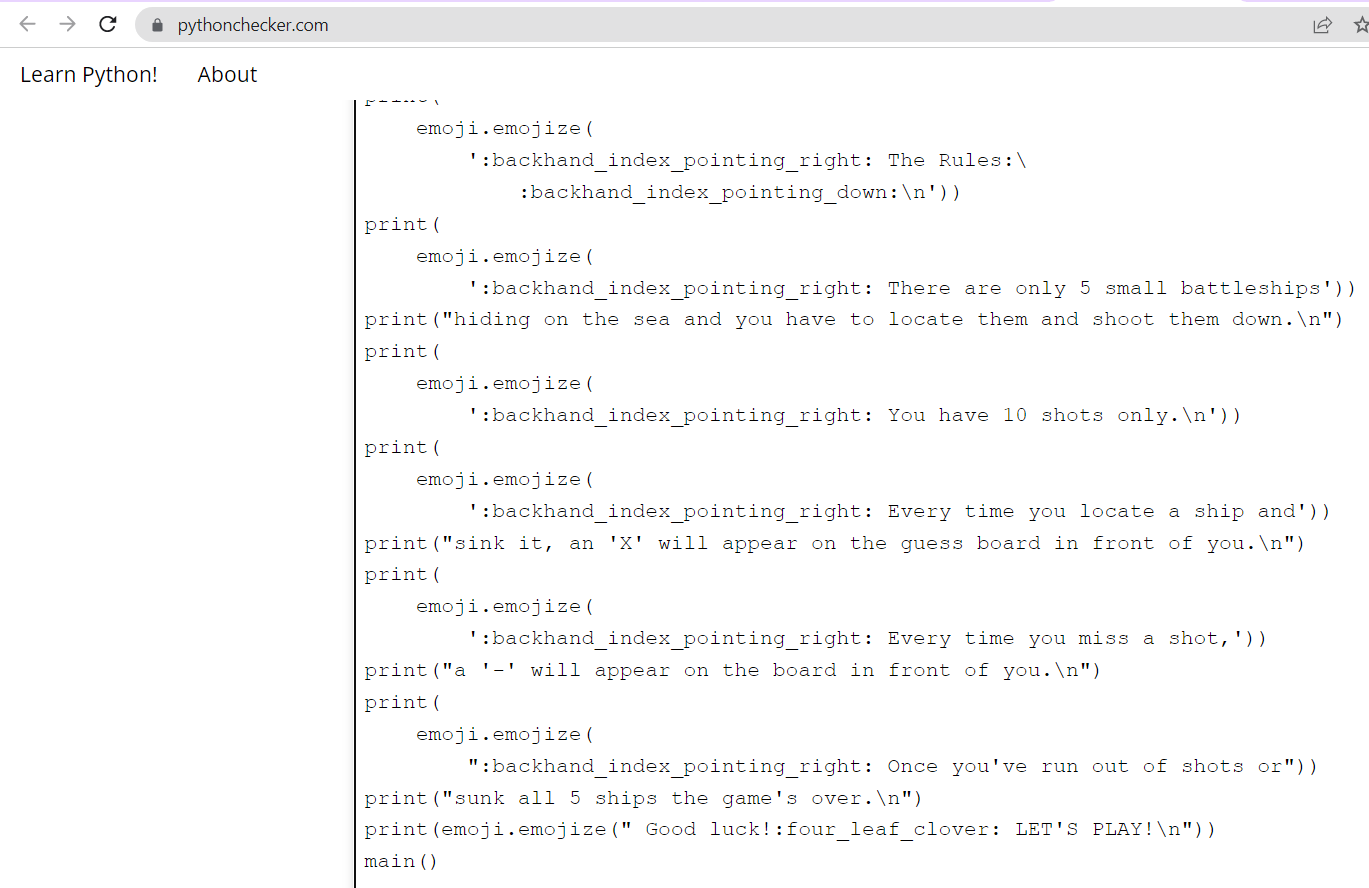 pythonchecker.com
Learn Python! About
print(
    emoji.emojize(
        ':backhand_index_pointing_right: The Rules:\
            :backhand_index_pointing_down:\n'))
print(
    emoji.emojize(
        ':backhand_index_pointing_right: There are only 5 small battleships'))
print("hiding on the sea and you have to locate them and shoot them down.\n")
print(
    emoji.emojize(
        ':backhand_index_pointing_right: You have 10 shots only.\n'))
print(
    emoji.emojize(
        ':backhand_index_pointing_right: Every time you locate a ship and'))
print("sink it, an 'X' will appear on the guess board in front of you.\n")
print(
    emoji.emojize(
        ':backhand_index_pointing_right: Every time you miss a shot,'))
print("a '-' will appear on the board in front of you.\n")
print(
    emoji.emojize(
        ":backhand_index_pointing_right: Once you've run out of shots or"))
print("sunk all 5 ships the game's over.\n")
print(emoji.emojize(" Good luck!:four_leaf_clover: LET'S PLAY!\n"))
main()